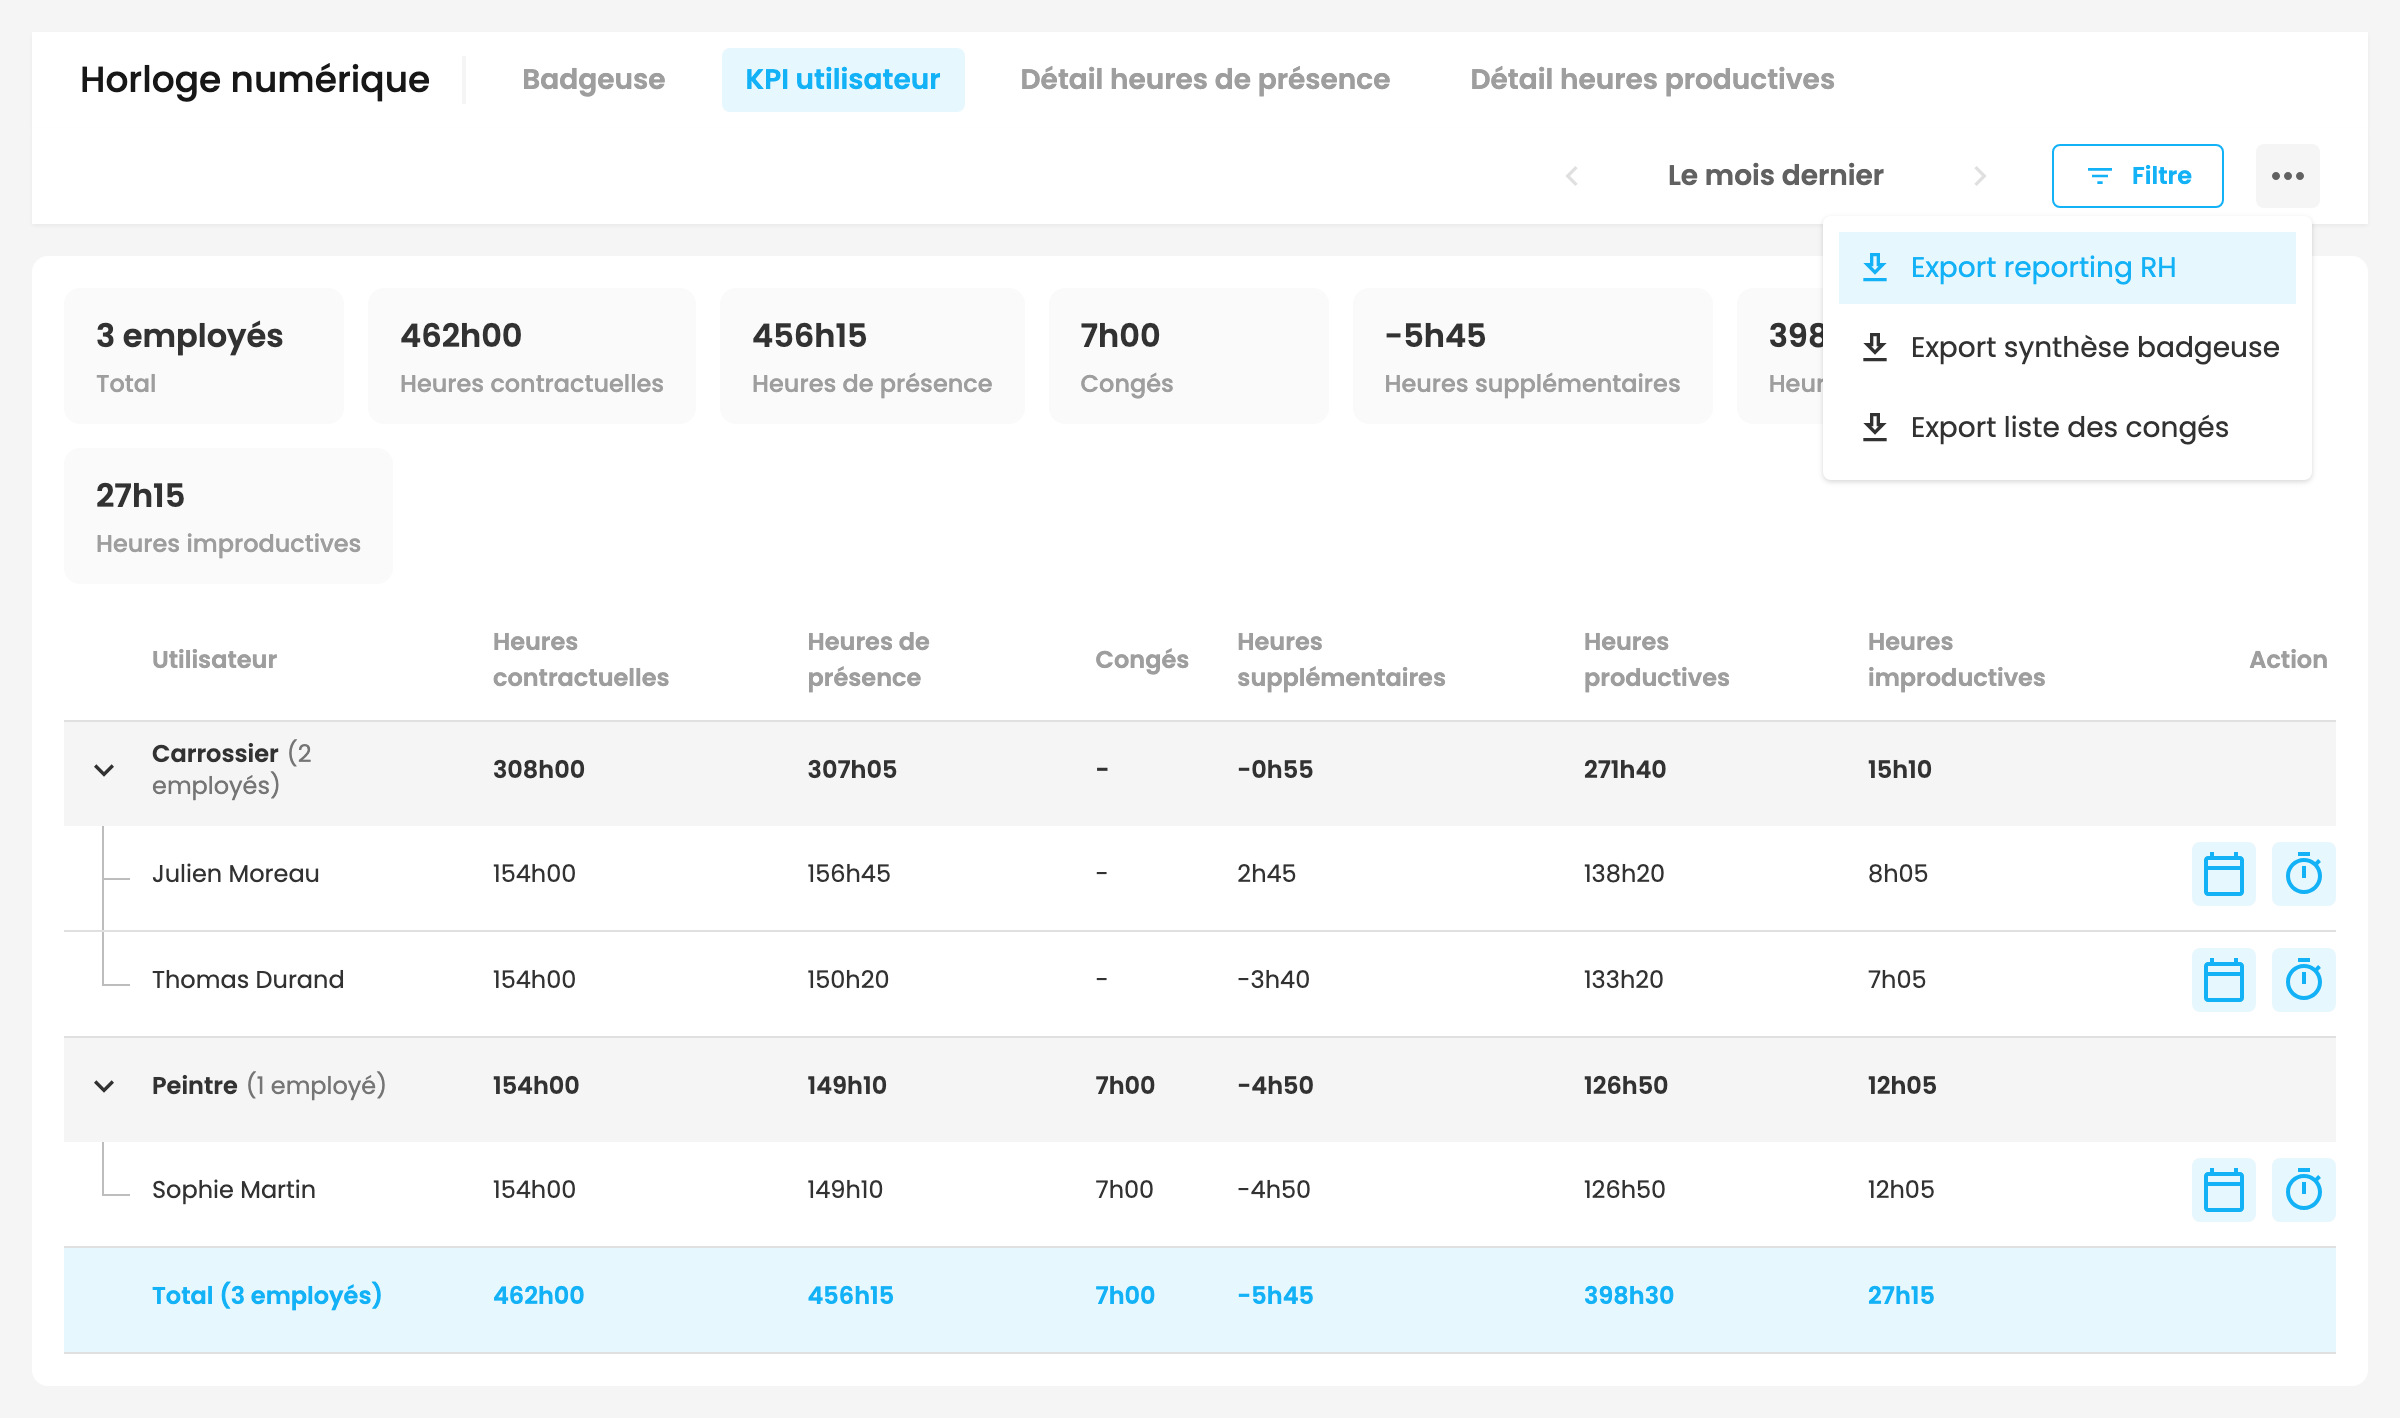 Horloge numérique
Badgeuse
KPI utilisateur
Détail heures de présence
Détail heures productives
Le mois dernier
Filtre
Export reporting RH
Export synthèse badgeuse
Export liste des congés
3 employés
Total
462h00
Heures contractuelles
456h15
Heures de présence
7h00
Congés
-5h45
Heures supplémentaires
27h15
Heures improductives
Utilisateur
Heures
contractuelles
Heures de
présence
Congés
Heures
supplémentaires
Heures
productives
Heures
improductives
Action
Carrossier (2
employés)
308h00
307h05
-
-0h55
271h40
15h10
Julien Moreau
154h00
156h45
-
2h45
138h20
8h05
Thomas Durand
154h00
150h20
-
-3h40
133h20
7h05
Peintre (1 employé)
154h00
149h10
7h00
-4h50
126h50
12h05
Sophie Martin
154h00
149h10
7h00
-4h50
126h50
12h05
Total (3 employés)
462h00
456h15
7h00
-5h45
398h30
27h15